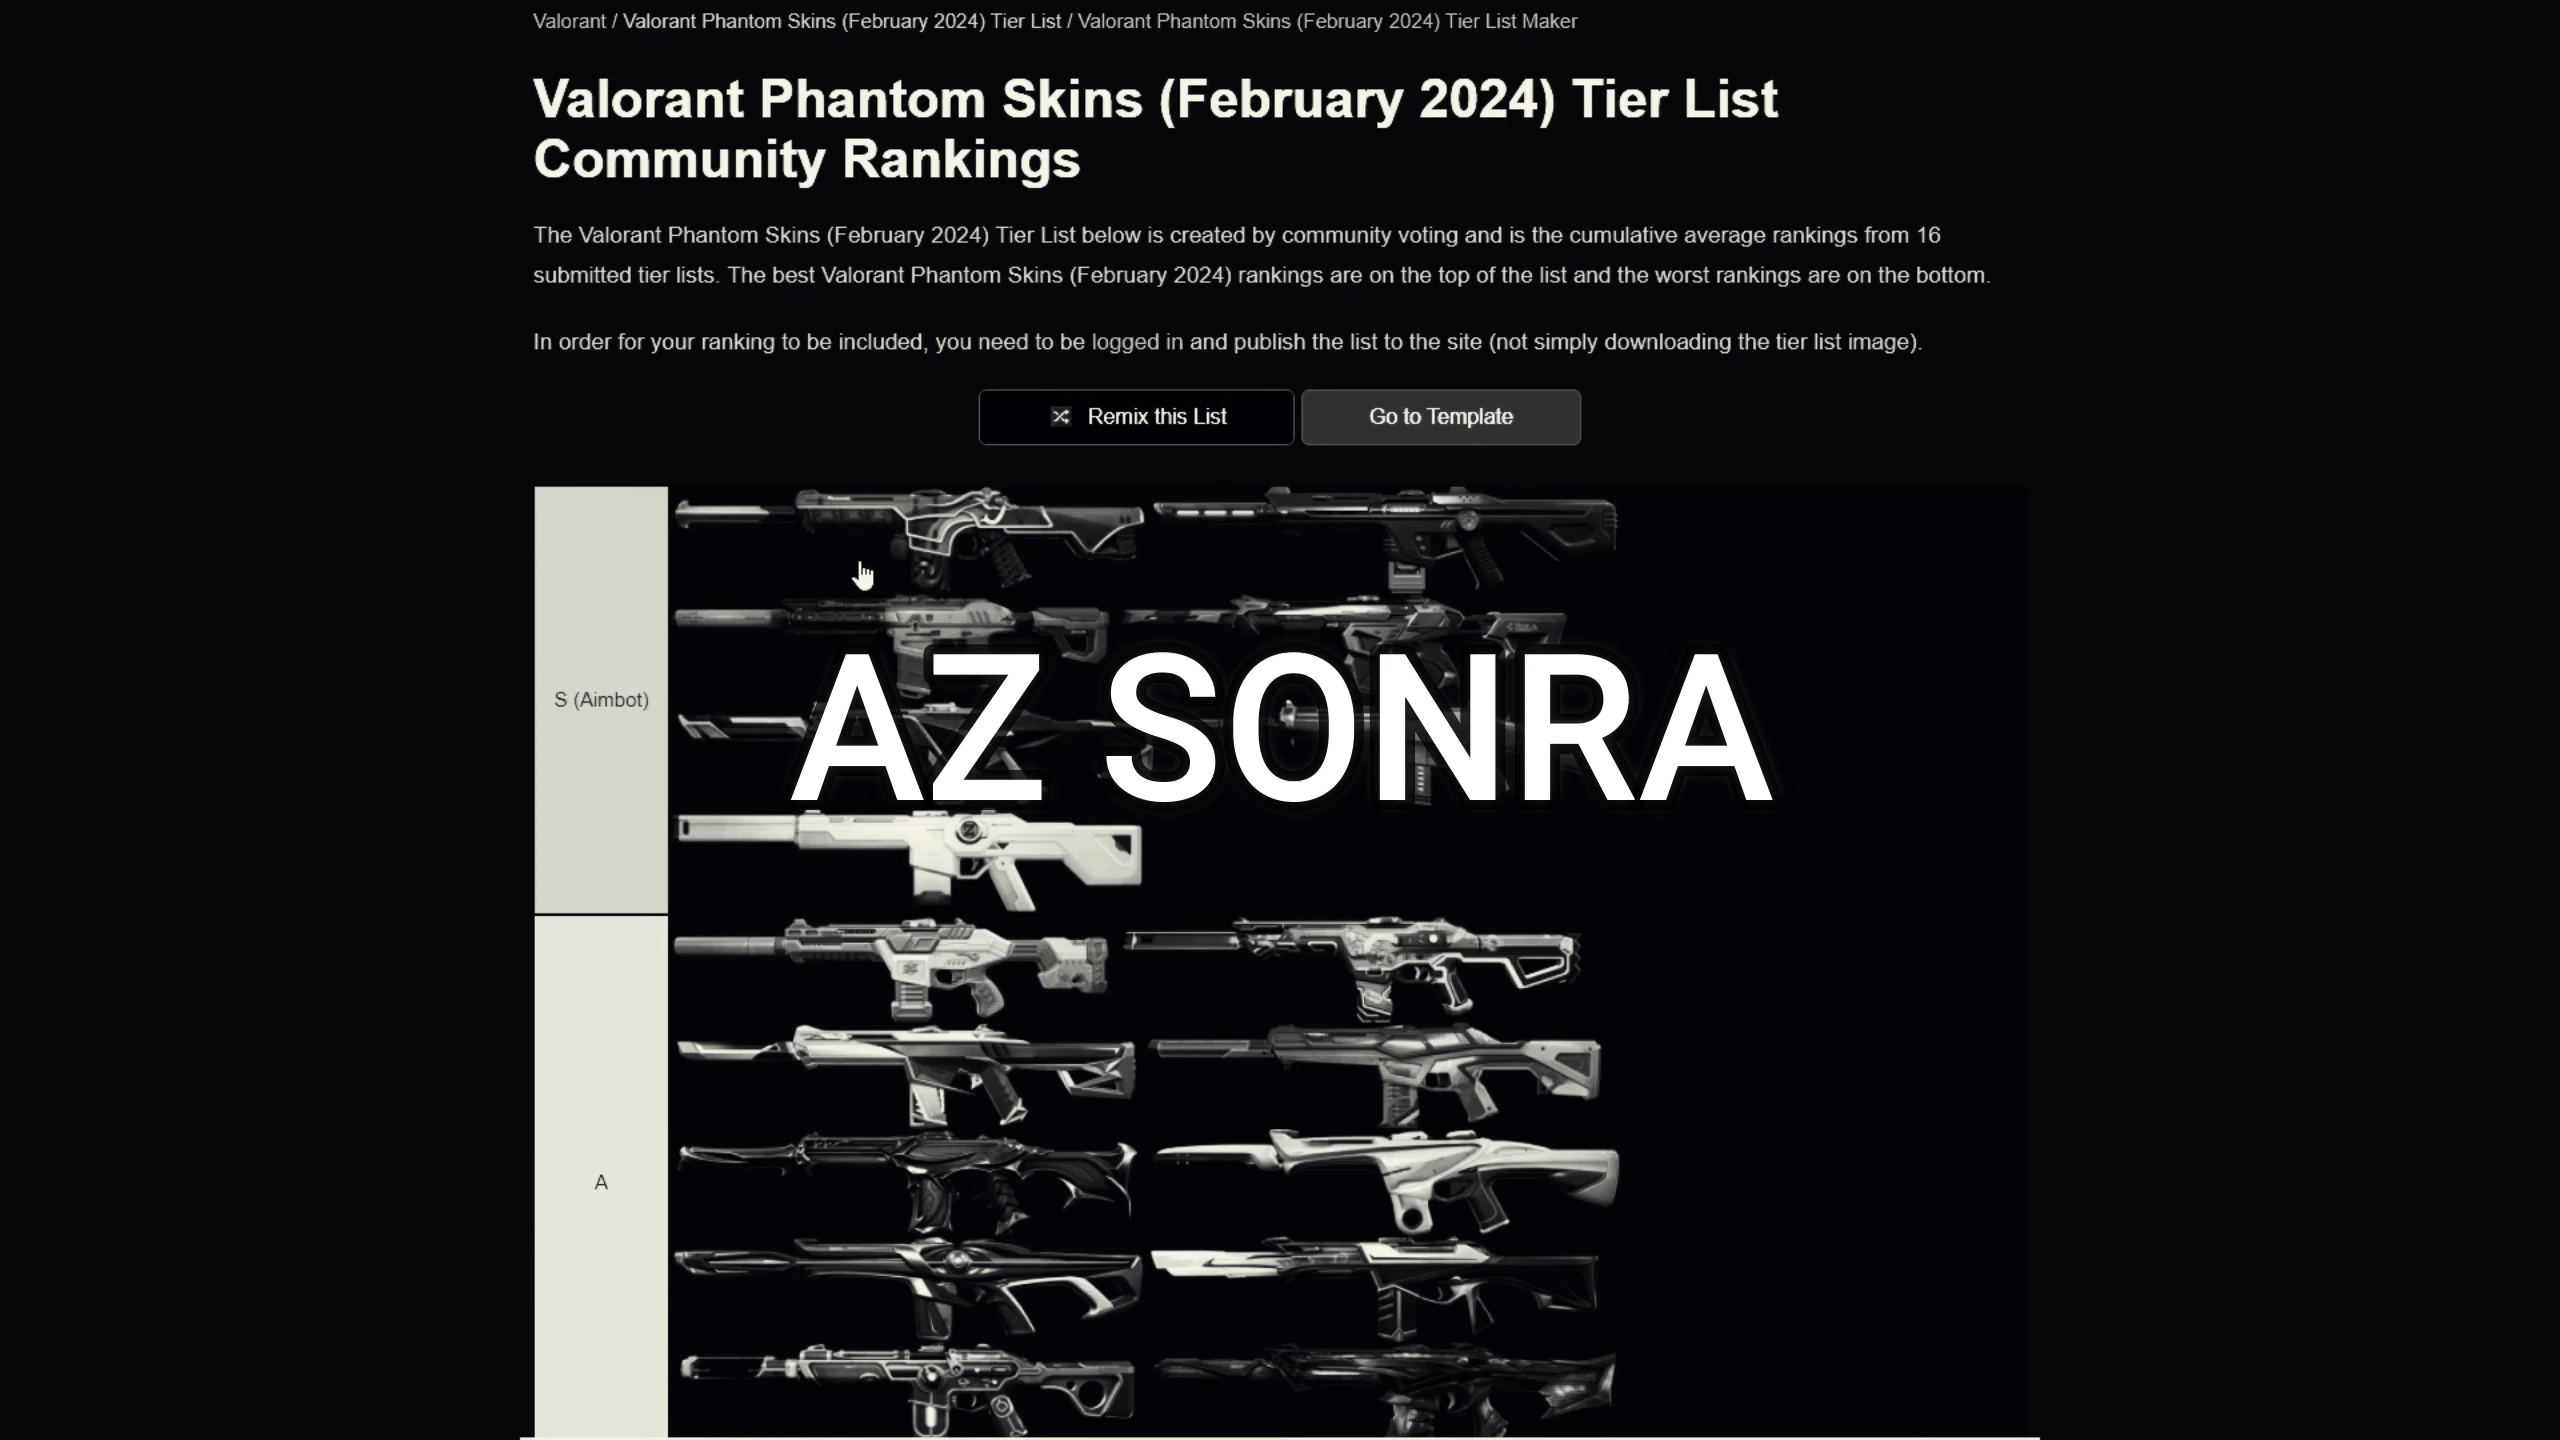 Valorant / Valorant Phantom Skins (February 2024) Tier List / Valorant Phantom Skins (February 2024) Tier List Maker
Valorant Phantom Skins (February 2024) Tier List
Community Rankings
The Valorant Phantom Skins (February 2024) Tier List below is created by community voting and is the cumulative average rankings from 16
submitted tier lists. The best Valorant Phantom Skins (February 2024) rankings are on the top of the list and the worst rankings are on the bottom.
In order for your ranking to be included, you need to be logged in and publish the list to the site (not simply downloading the tier list image).
Remix this List
Go to Template
S (Aimbot)
AZ SONRA
A